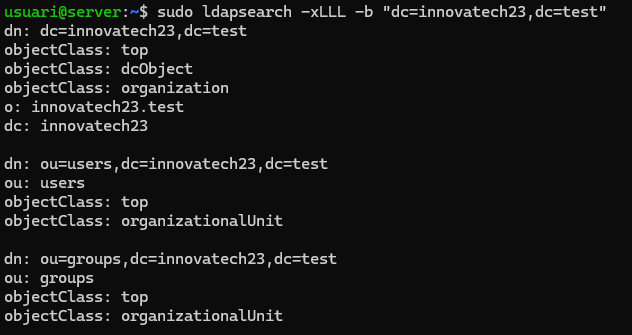 usuari@server:~$ sudo ldapsearch -xLLL -b "dc=innovatech23,dc=test"
dn: dc=innovatech23,dc=test
objectClass: top
objectClass: dcObject
objectClass: organization
o: innovatech23.test
dc: innovatech23

dn: ou=users,dc=innovatech23,dc=test
ou: users
objectClass: top
objectClass: organizationalUnit

dn: ou=groups,dc=innovatech23,dc=test
ou: groups
objectClass: top
objectClass: organizationalUnit